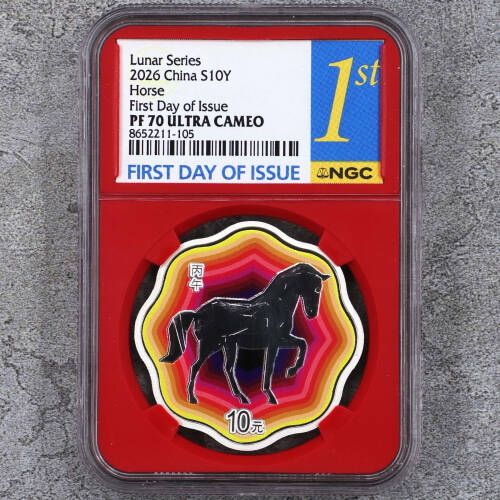 Lunar Series
2026 China S10Y
Horse
First Day of Issue
PF 70 ULTRA CAMEO
8652211-105
1st
FIRST DAY OF ISSUE
NGC
丙午
10元